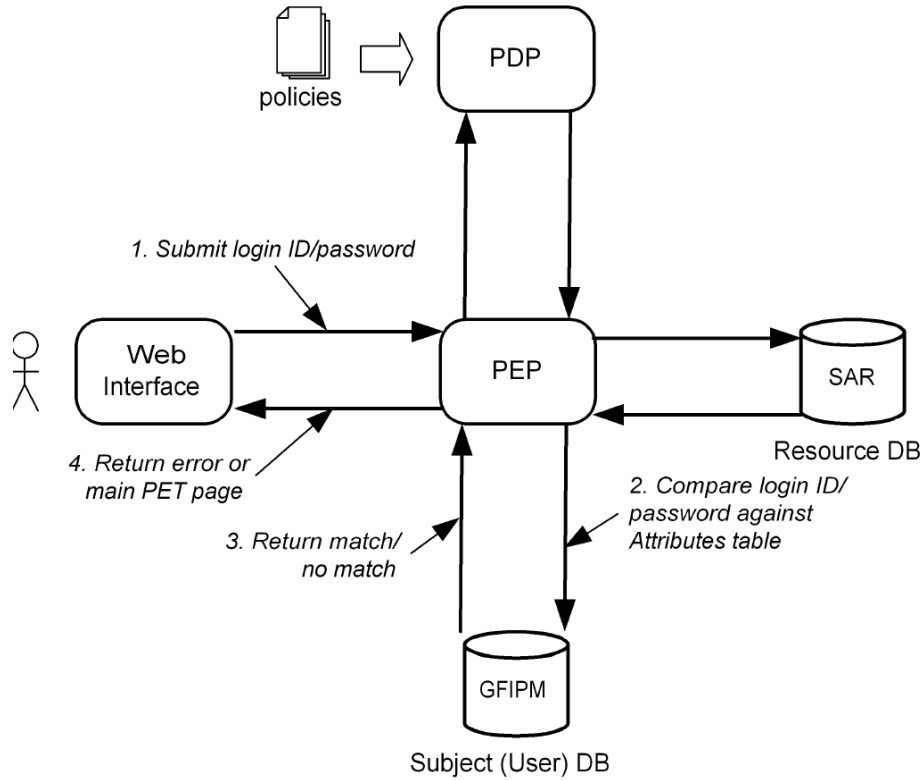 PDP
policies
1. Submit login ID/password
Web
Interface
PEP
SAR
Resource DB
4. Return error or
main PET page
2. Compare login ID/
password against
Attributes table
3. Return match/
no match
GFIPM
Subject (User) DB